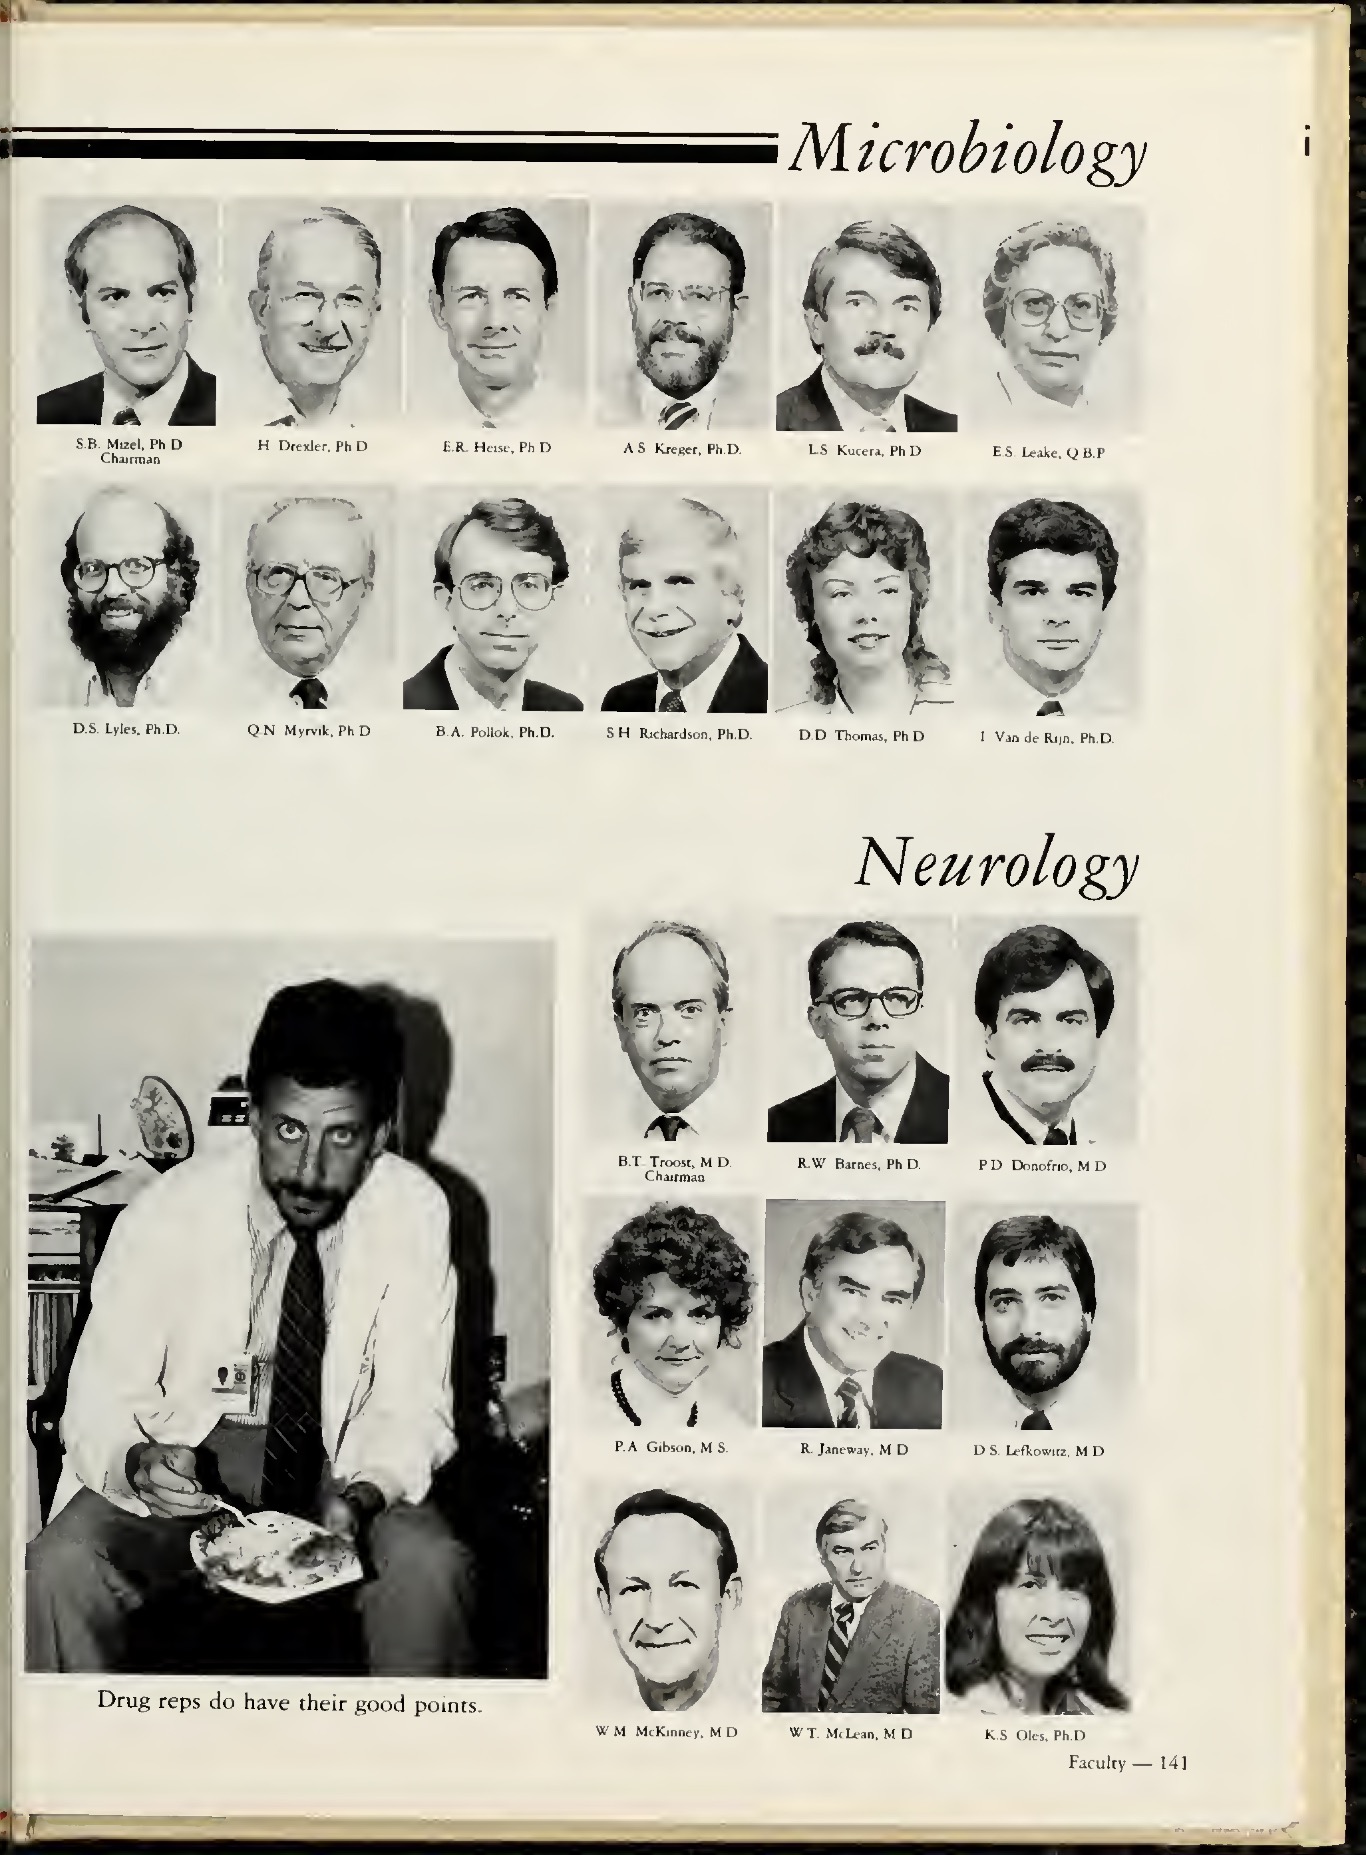 Microbiology
S.B. Mizel, Ph D
Chairman
H Drexler, Ph D
E.R. Heise, Ph D
A S Kreger, Ph.D.
L.S Kucera, Ph D
E.S. Leake, Q B.P
D.S. Lyles, Ph.D.
Q.N Myrvik, Ph D
B.A. Pollok, Ph.D.
S H Richardson, Ph.D.
D.D Thomas, Ph D
I Van de Rijn, Ph.D.
Neurology
B.T. Troost, M D.
Chairman
R.W Barnes, Ph D.
P D Donofrio, M D
P.A Gibson, M S.
R. Janeway, M D
D S. Lefkowitz, M D
W M McKinney, M D
W T. McLean, M D
K.S Oles, Ph.D
Drug reps do have their good points.
Faculty — 141